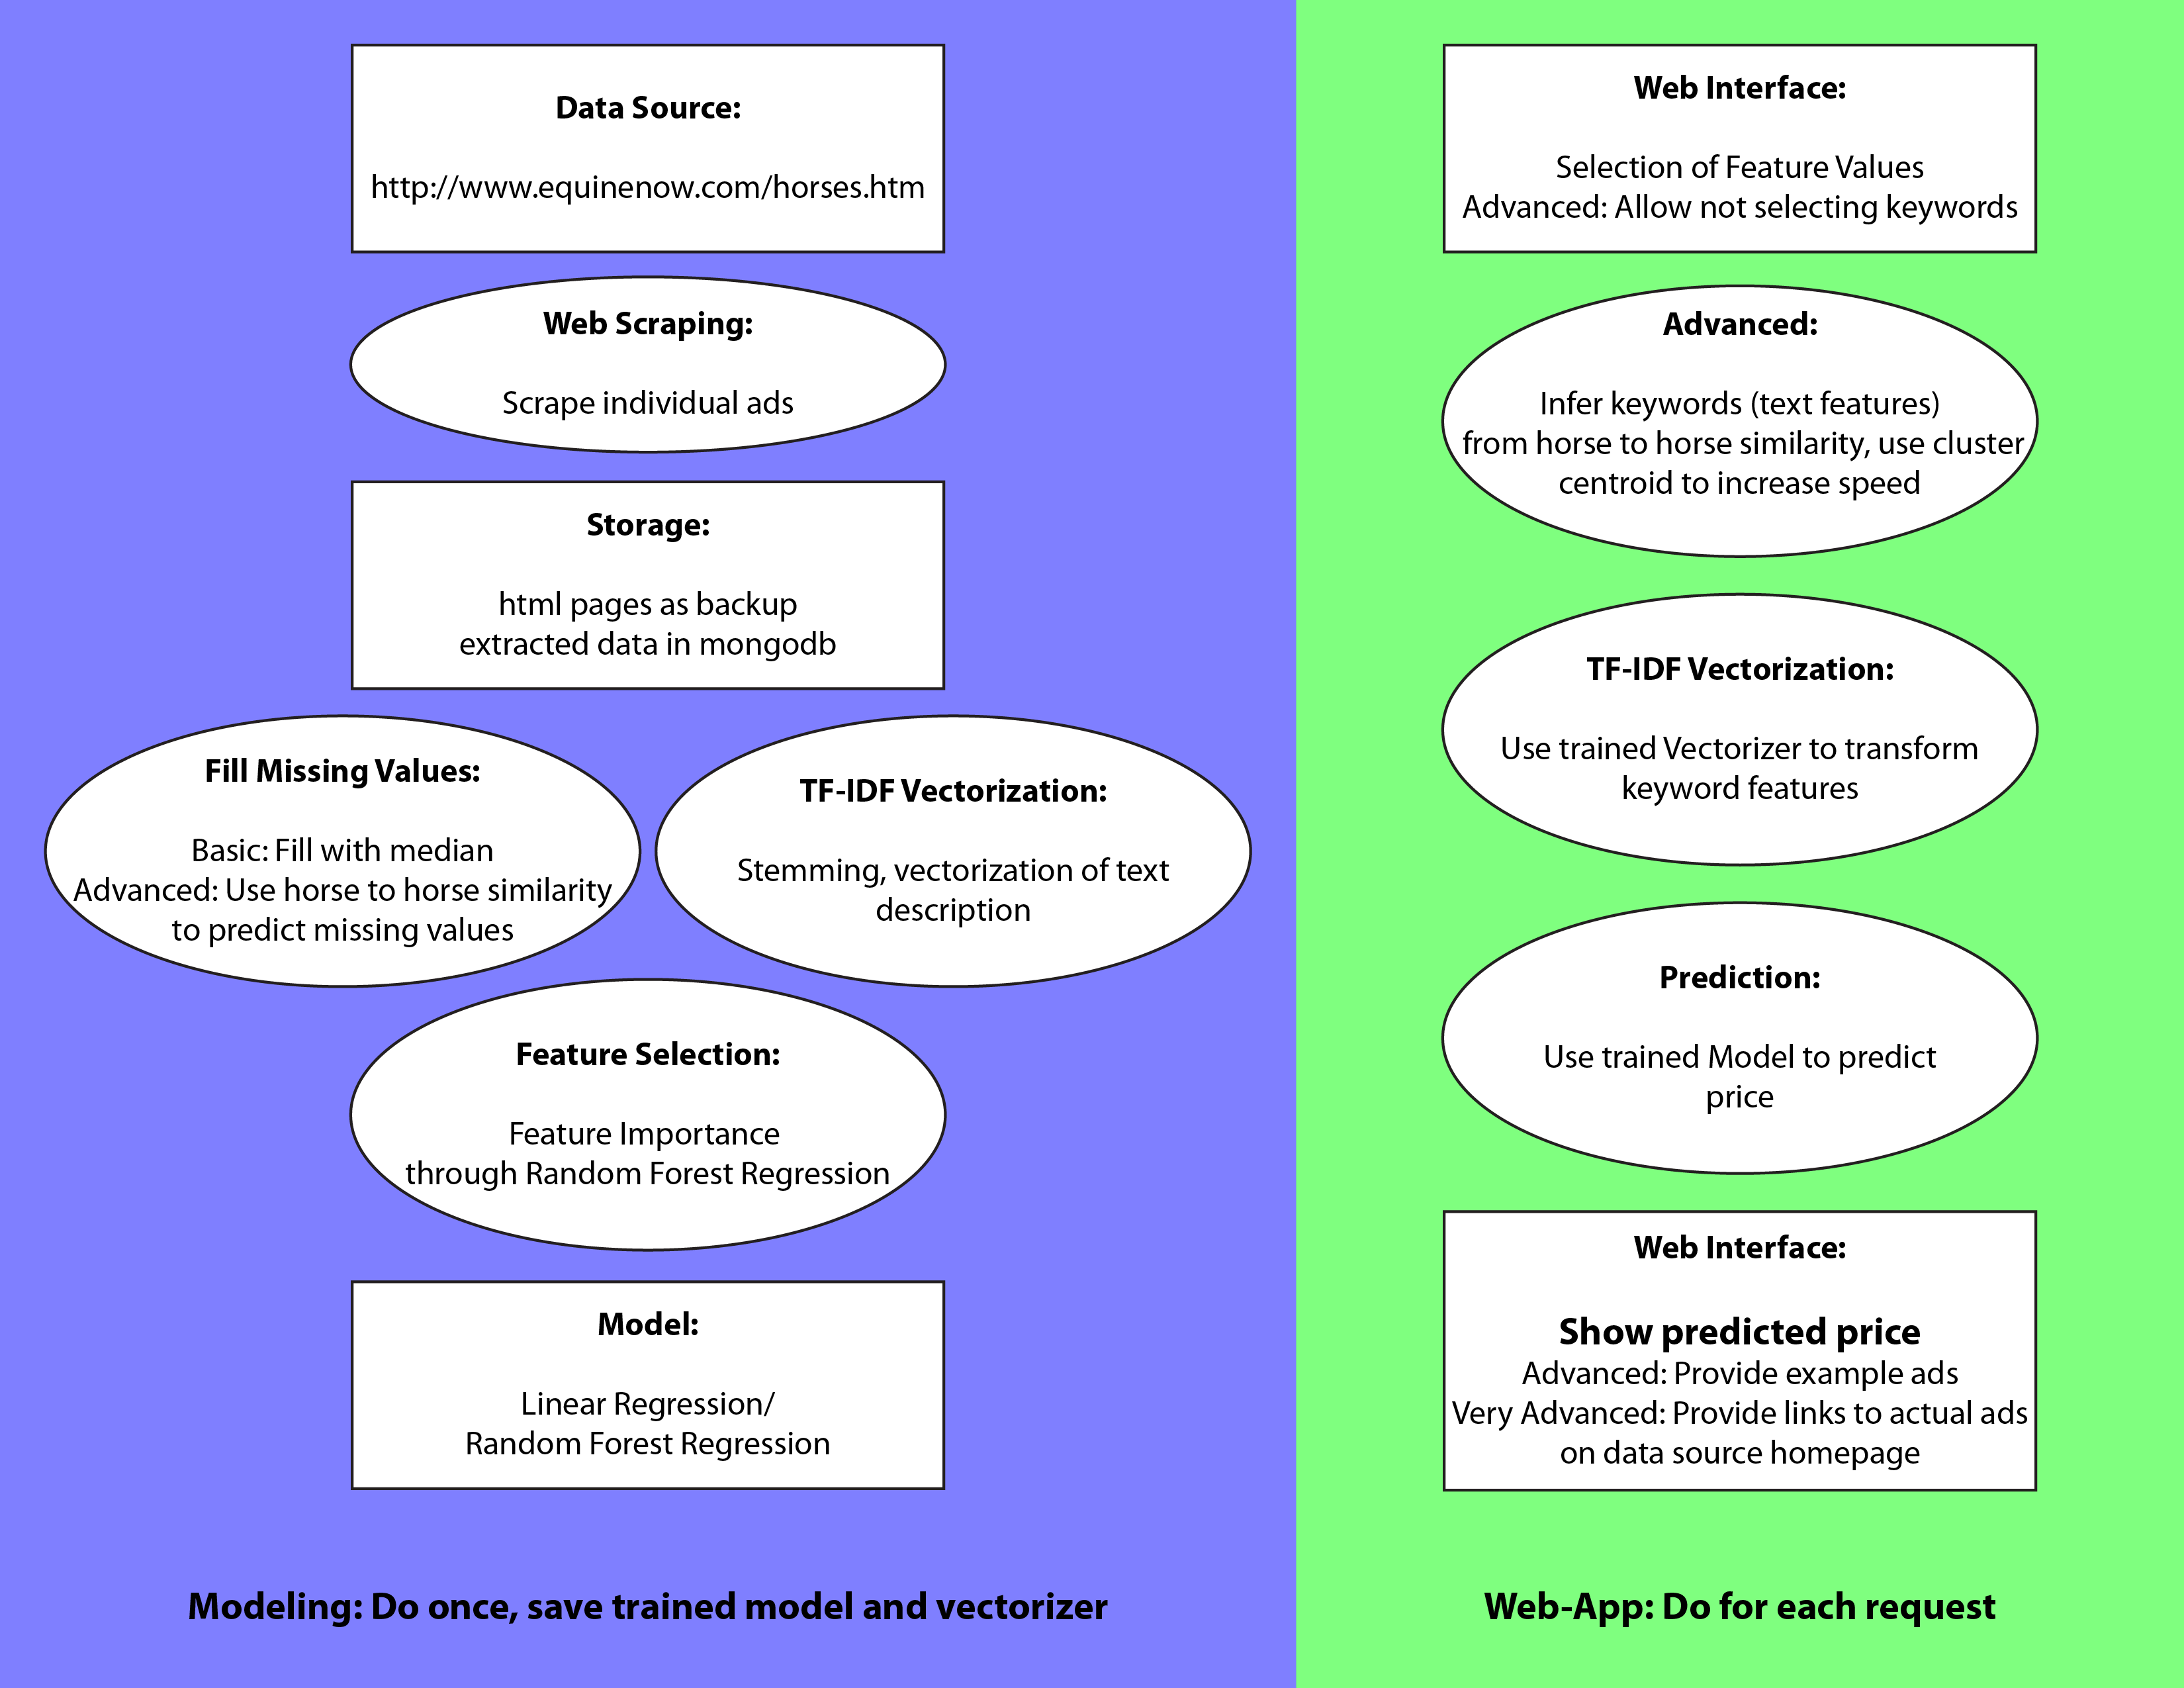 Data Source:
http://www.equinenow.com/horses.htm
Web Scraping:
Scrape individual ads
Storage:
html pages as backup
extracted data in mongodb
Fill Missing Values:
Basic: Fill with median
Advanced: Use horse to horse similarity
to predict missing values
TF-IDF Vectorization:
Stemming, vectorization of text
description
Feature Selection:
Feature Importance
through Random Forest Regression
Model:
Linear Regression/
Random Forest Regression
Modeling: Do once, save trained model and vectorizer
Web Interface:
Selection of Feature Values
Advanced: Allow not selecting keywords
Advanced:
Infer keywords (text features)
from horse to horse similarity, use cluster
centroid to increase speed
TF-IDF Vectorization:
Use trained Vectorizer to transform
keyword features
Prediction:
Use trained Model to predict
price
Web Interface:
Show predicted price
Advanced: Provide example ads
Very Advanced: Provide links to actual ads
on data source homepage
Web-App: Do for each request